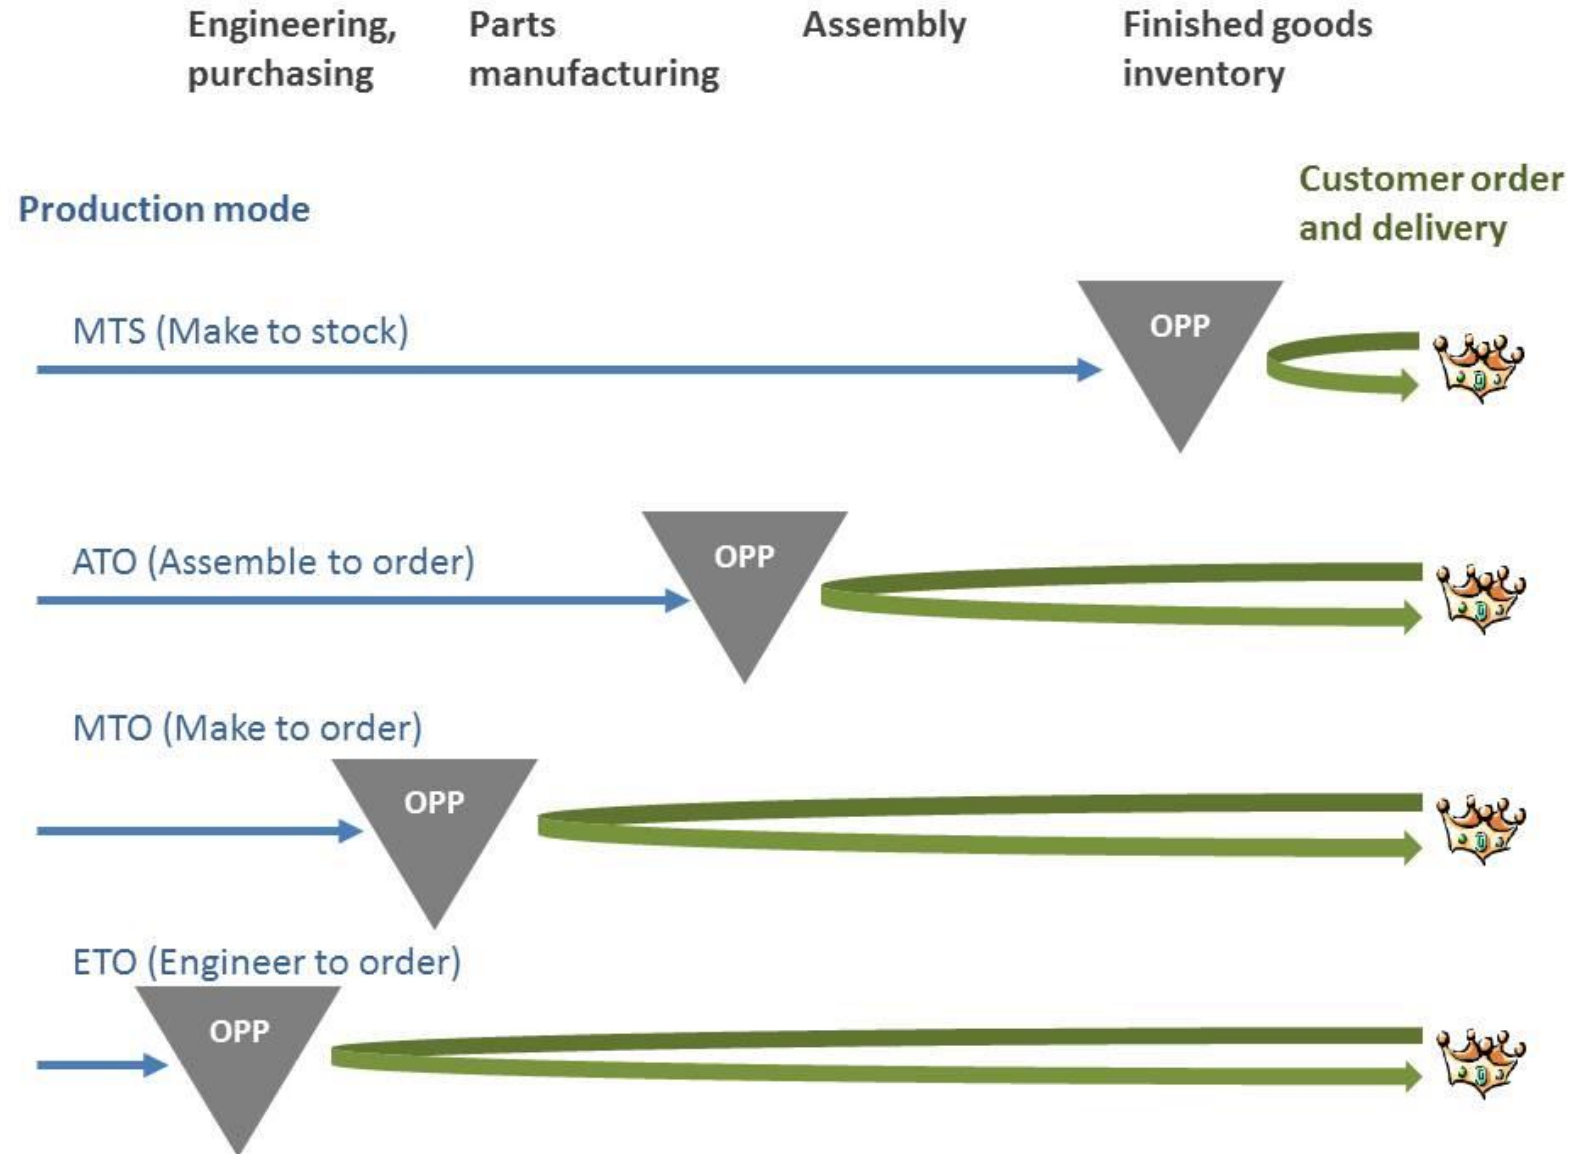 Engineering,
purchasing
Parts
manufacturing
Assembly
Finished goods
inventory
Customer order
and delivery
Production mode
MTS (Make to stock)
OPP
ATO (Assemble to order)
OPP
MTO (Make to order)
OPP
ETO (Engineer to order)
OPP